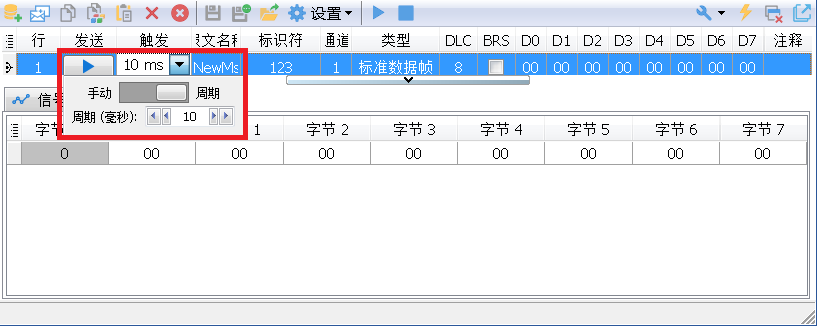 设置
行 发送 触发 文名称 标识符 通道 类型 DLC BRS D0 D1 D2 D3 D4 D5 D6 D7 注释
1 10 ms NewMs 123 1 标准数据帧 8 00 00 00 00 00 00 00 00
手动 周期
信号
周期 (毫秒): 10
字节 1 字节 2 字节 3 字节 4 字节 5 字节 6 字节 7
0 00 00 00 00 00 00 00